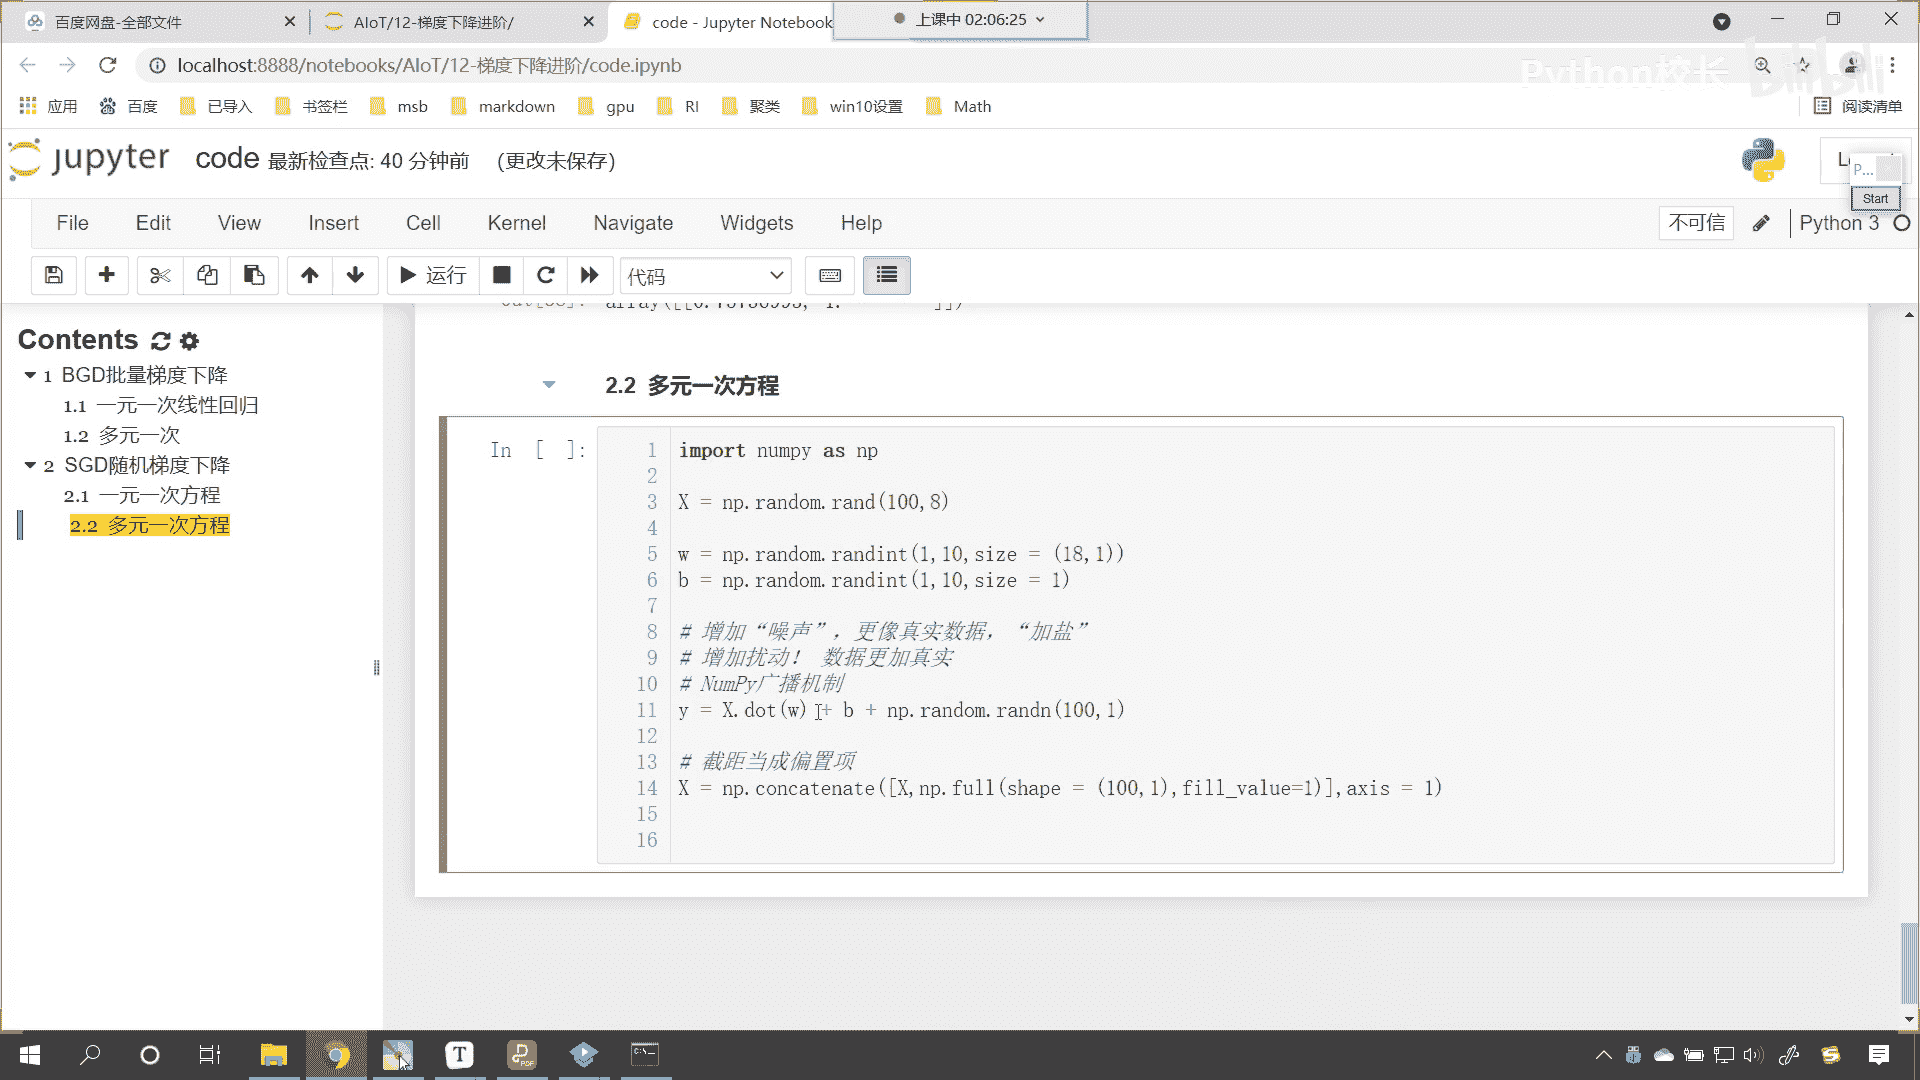 百度网盘-全部文件
AIoT/12-梯度下降进阶/
code - Jupyter Notebook
上课中 02:06:25
localhost:8888/notebooks/AIoT/12-梯度下降进阶/code.ipynb
Python校长
bilibili
应用
百度
已导入
书签栏
msb
markdown
gpu
RI
聚类
win10设置
Math
阅读清单
jupyter
code 最新检查点: 40 分钟前 (更改未保存)
P...
Start
File
Edit
View
Insert
Cell
Kernel
Navigate
Widgets
Help
不可信
Python 3
运行
代码
Contents
1 BGD批量梯度下降
1.1 一元一次线性回归
1.2 多元一次
2 SGD随机梯度下降
2.1 一元一次方程
2.2 多元一次方程
2.2 多元一次方程
In [ ]:
1 import numpy as np
2
3 X = np.random.rand(100,8)
4
5 w = np.random.randint(1,10,size = (18,1))
6 b = np.random.randint(1,10,size = 1)
7
8 # 增加“噪声”，更像真实数据，“加盐”
9 # 增加扰动！ 数据更加真实
10 # NumPy广播机制
11 y = X.dot(w) + b + np.random.randn(100,1)
12
13 # 截距当成偏置项
14 X = np.concatenate([X,np.full(shape = (100,1),fill_value=1)],axis = 1)
15
16